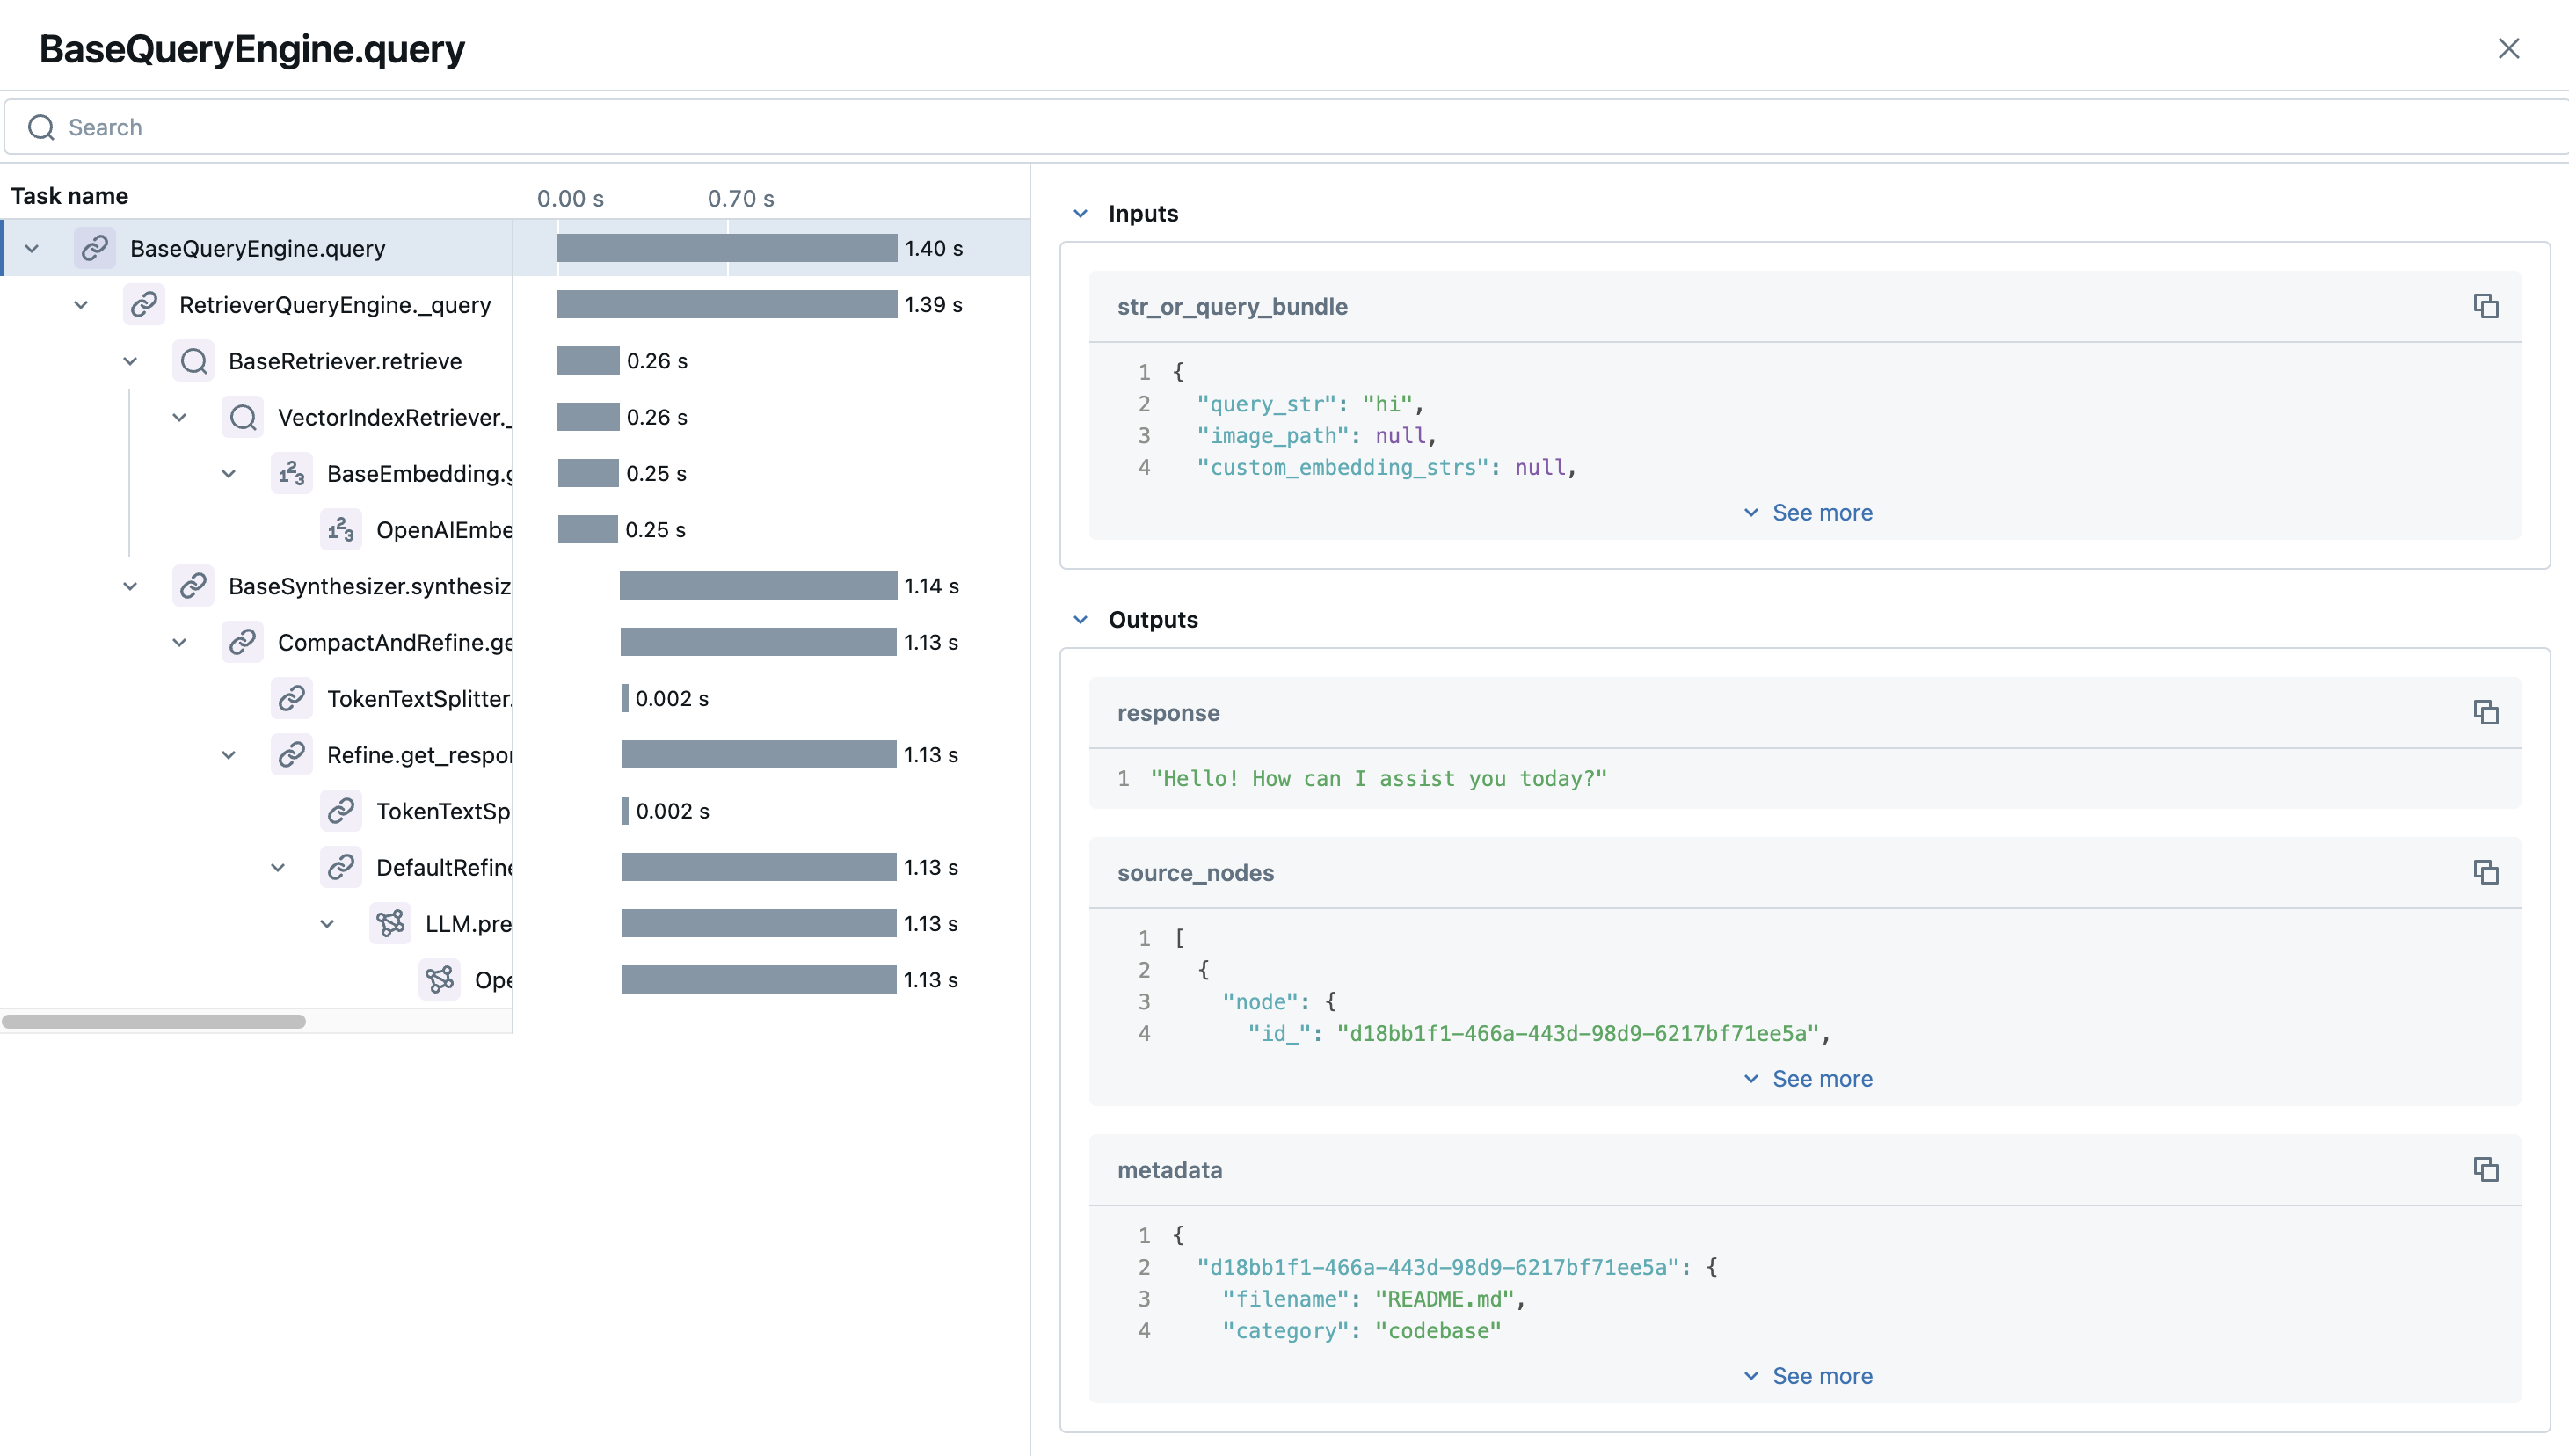 BaseQueryEngine.query
Search
Task name
0.00 s 0.70 s
BaseQueryEngine.query 1.40 s
RetrieverQueryEngine._query 1.39 s
BaseRetriever.retrieve 0.26 s
VectorIndexRetriever._ 0.26 s
BaseEmbedding.g 0.25 s
OpenAIEmbe 0.25 s
BaseSynthesizer.synthesiz 1.14 s
CompactAndRefine.ge 1.13 s
TokenTextSplitter. 0.002 s
Refine.get_respon 1.13 s
TokenTextSp 0.002 s
DefaultRefine 1.13 s
LLM.pre 1.13 s
Ope 1.13 s
Inputs
str_or_query_bundle
1 {
2 "query_str": "hi",
3 "image_path": null,
4 "custom_embedding_strs": null,
See more
Outputs
response
1 "Hello! How can I assist you today?"
source_nodes
1 [
2 {
3 "node": {
4 "id_": "d18bb1f1-466a-443d-98d9-6217bf71ee5a",
See more
metadata
1 {
2 "d18bb1f1-466a-443d-98d9-6217bf71ee5a": {
3 "filename": "README.md",
4 "category": "codebase"
See more